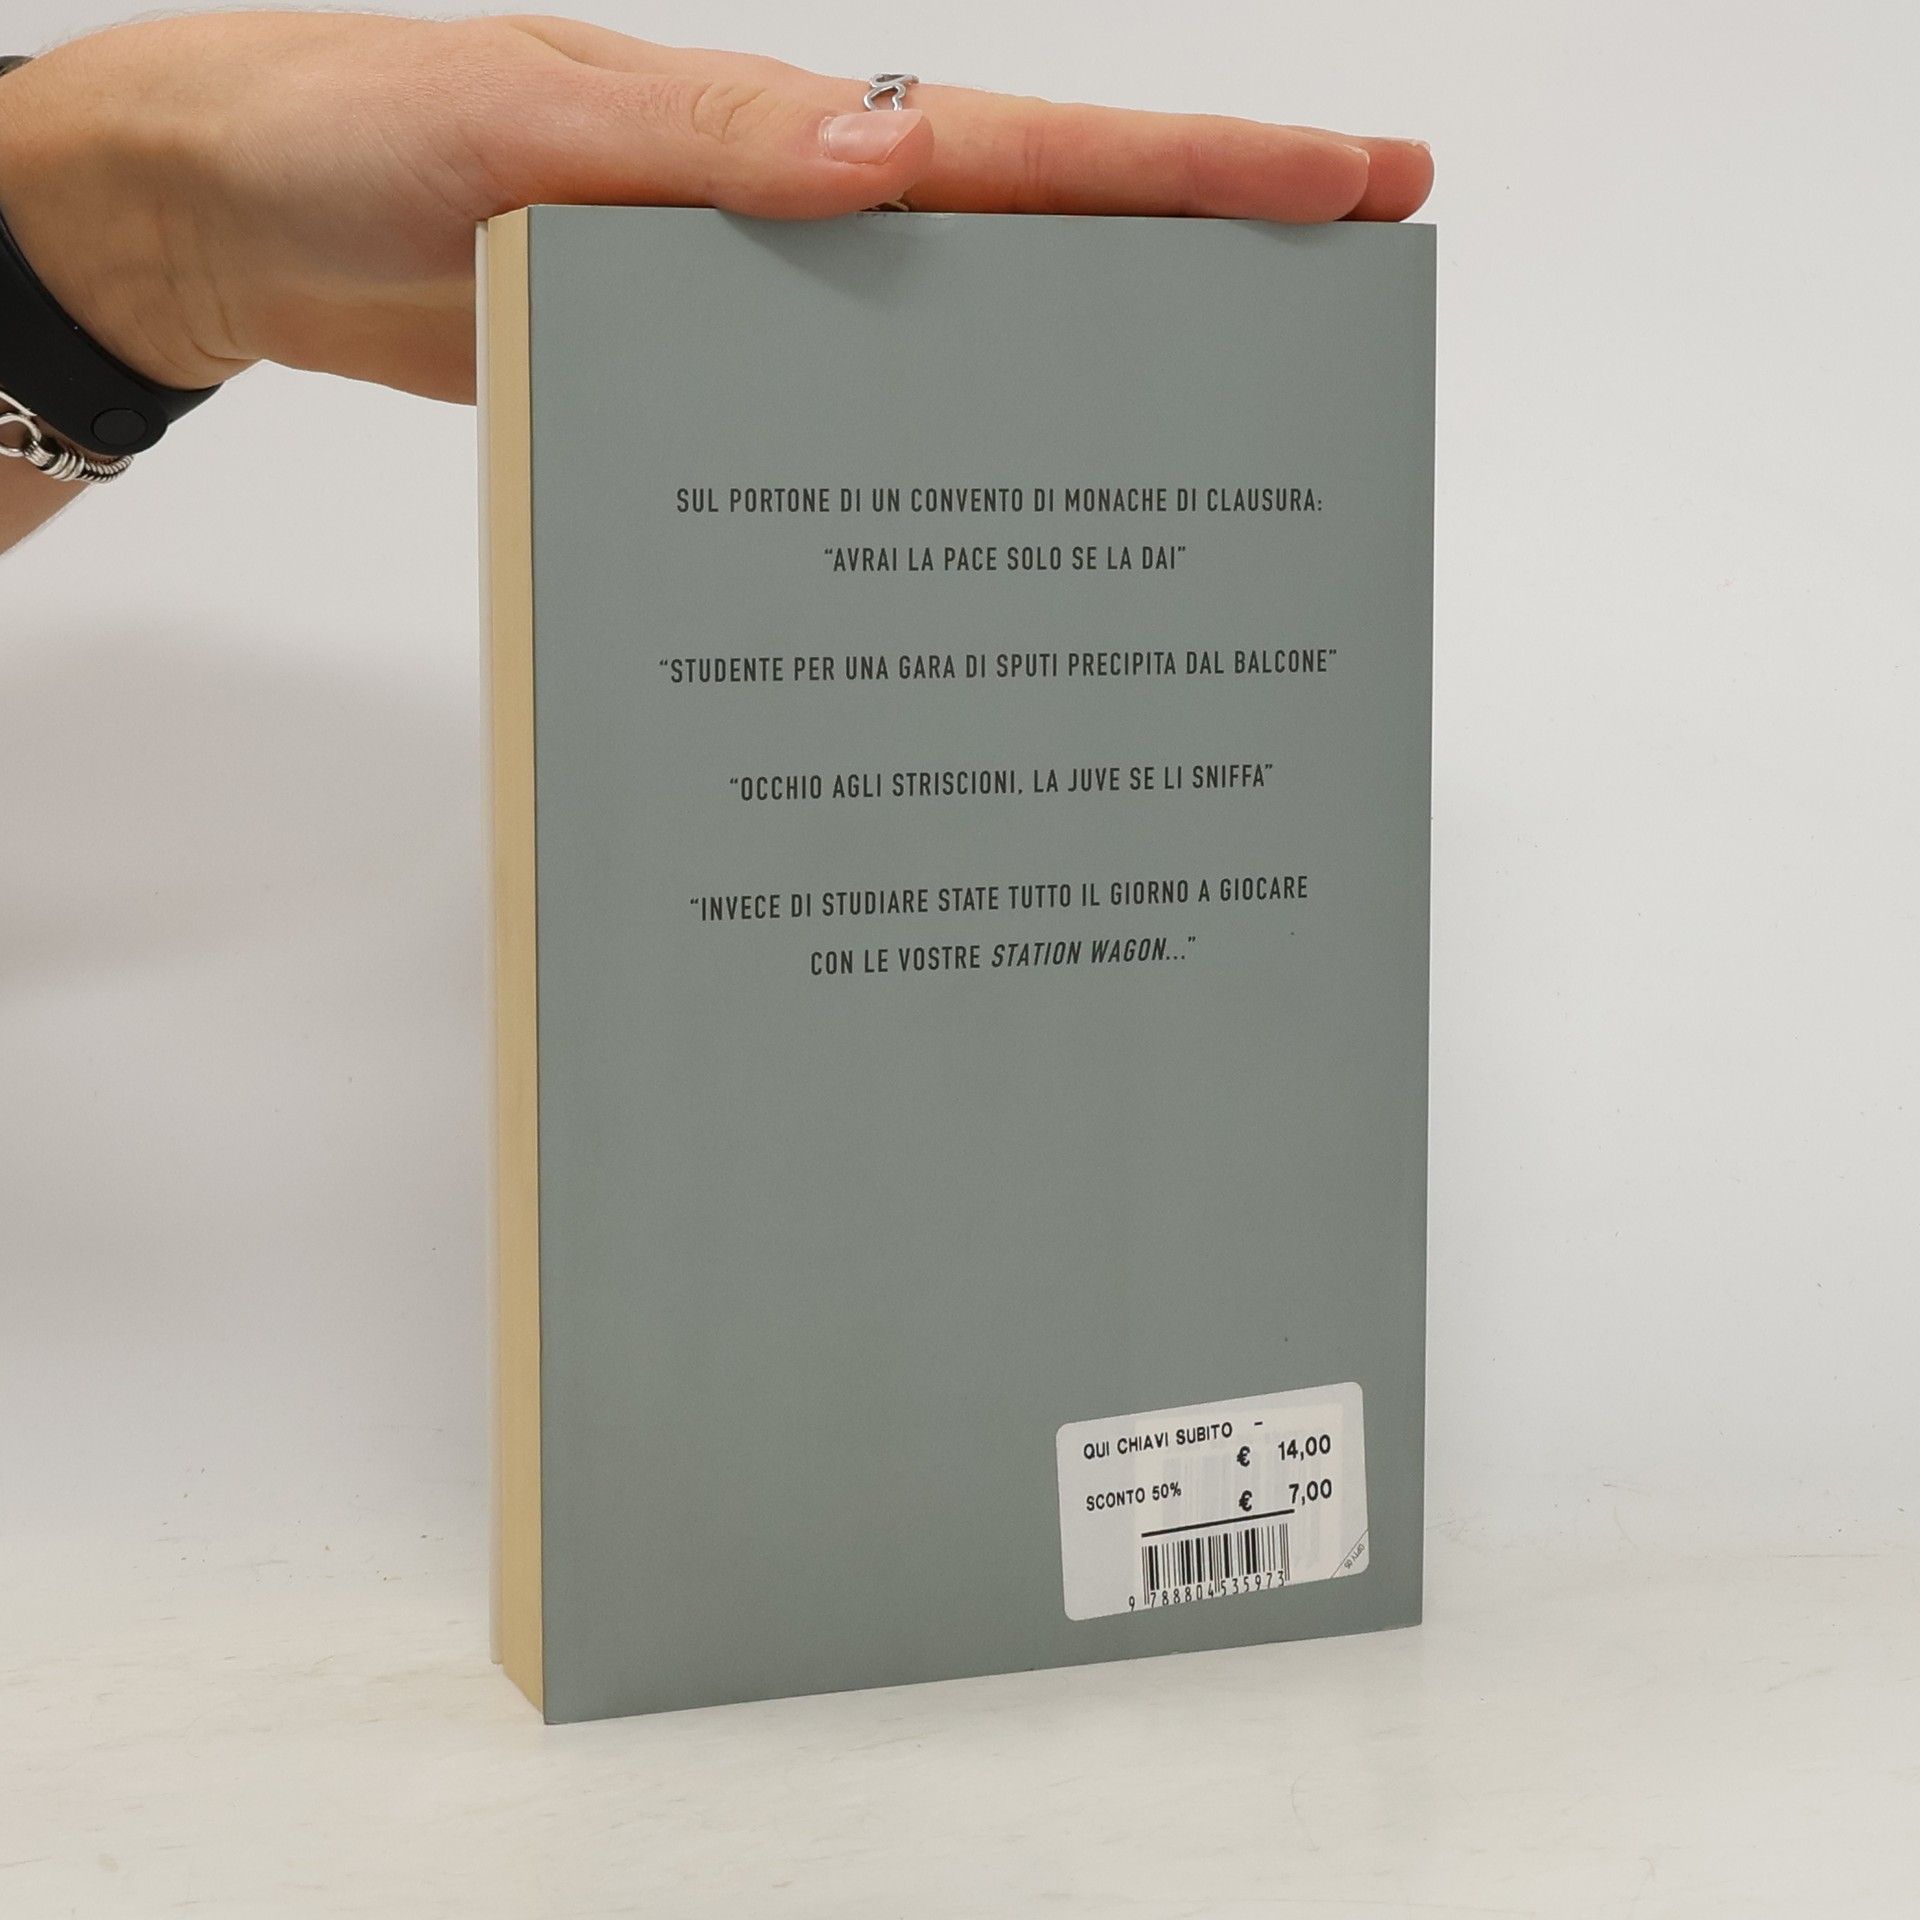 SUL PORTONE DI UN CONVENTO DI MONACHE DI CLAUSURA:
“AVRAI LA PACE SOLO SE LA DAI”
“STUDENTE PER UNA GARA DI SPUTI PRECIPITA DAL BALCONE”
“OCCHIO AGLI STRISCIONI, LA JUVE SE LI SNIFFA”
“INVECE DI STUDIARE STATE TUTTO IL GIORNO A GIOCARE
CON LE VOSTRE STATION WAGON...”
QUI CHIAVI SUBITO -
€ 14,00
SCONTO 50% € 7,00
9 788804 535973